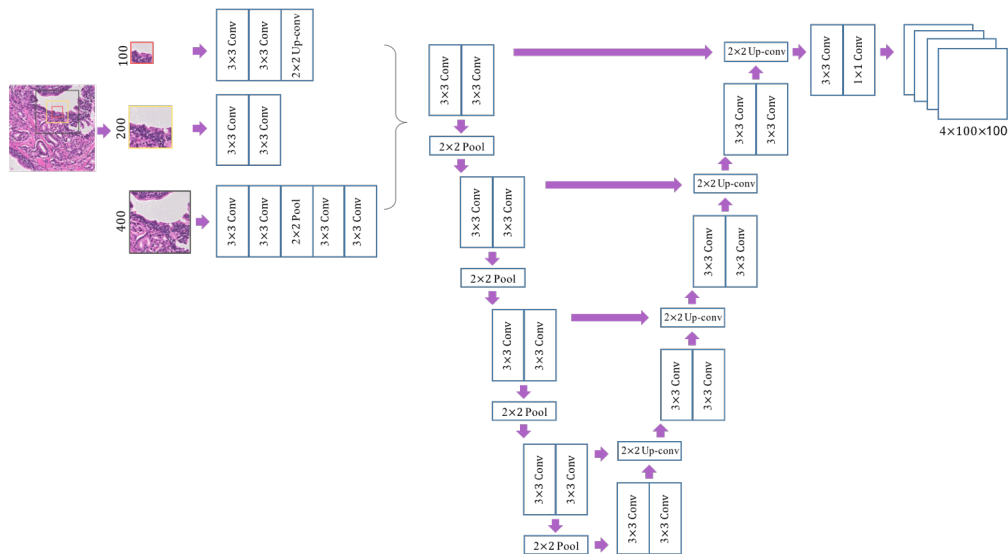 100
3×3 Conv
3×3 Conv
2×2 Up-conv
200
3×3 Conv
3×3 Conv
400
3×3 Conv
3×3 Conv
2×2 Pool
3×3 Conv
3×3 Conv
3×3 Conv
3×3 Conv
2×2 Pool
3×3 Conv
3×3 Conv
2×2 Pool
3×3 Conv
3×3 Conv
2×2 Pool
3×3 Conv
3×3 Conv
2×2 Pool
3×3 Conv
3×3 Conv
2×2 Up-conv
3×3 Conv
3×3 Conv
2×2 Up-conv
3×3 Conv
3×3 Conv
2×2 Up-conv
3×3 Conv
3×3 Conv
2×2 Up-conv
3×3 Conv
1×1 Conv
4×100×100